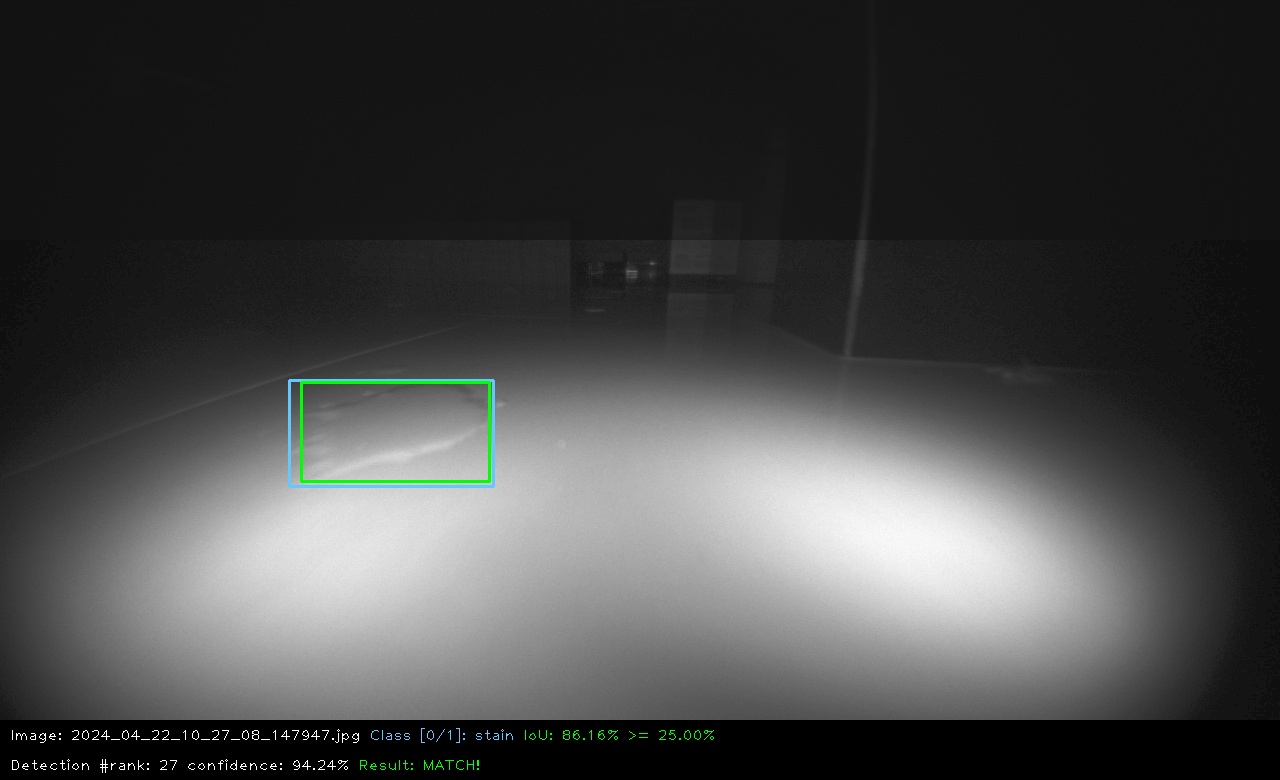 Image: 2024_04_22_10_27_08_147947.jpg Class [0/1]: stain IoU: 86.16% >= 25.00%
Detection #rank: 27 confidence: 94.24% Result: MATCH!